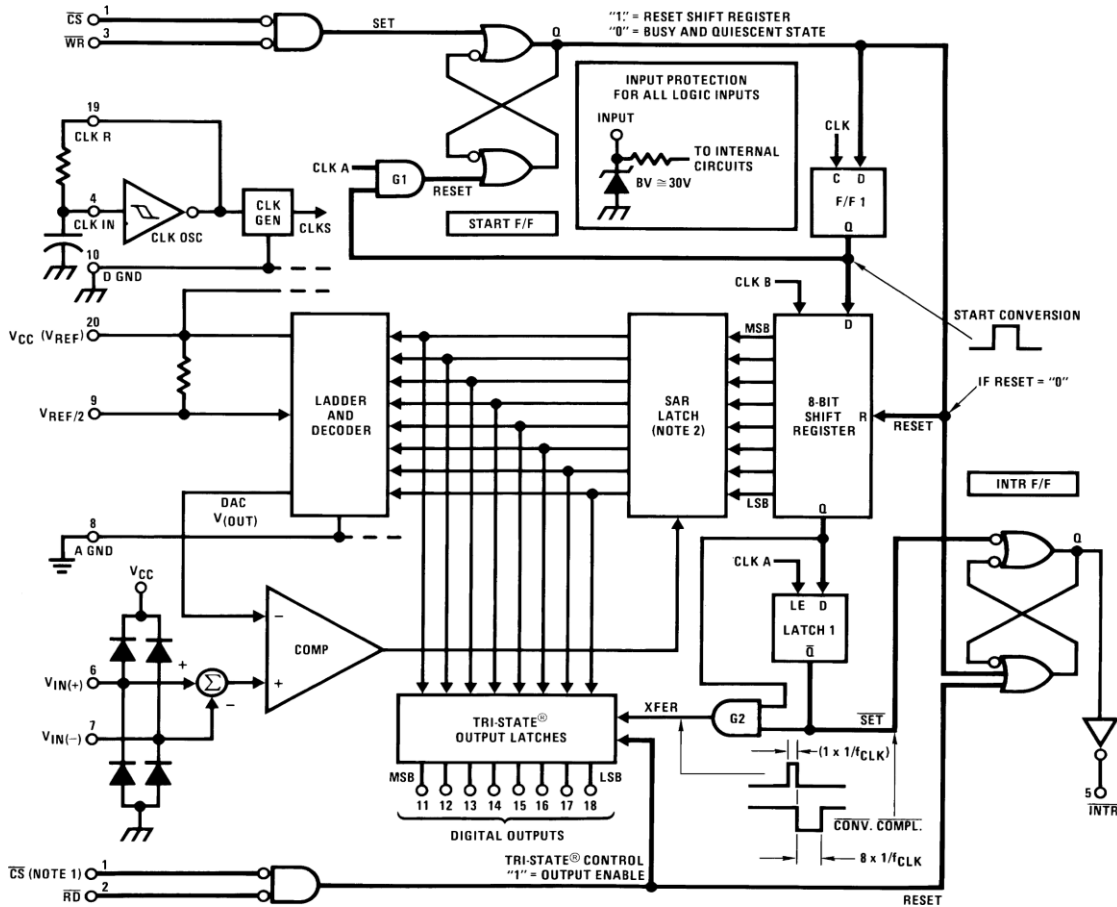 CS 1
WR 3
SET
Q
"1" = RESET SHIFT REGISTER
"0" = BUSY AND QUIESCENT STATE
INPUT PROTECTION
FOR ALL LOGIC INPUTS
INPUT
TO INTERNAL
CIRCUITS
BV ≅ 30V
19
CLK R
4
CLK IN
CLK OSC
CLK
GEN
CLKS
10
D GND
CLK A
G1
RESET
START F/F
CLK
C D
F/F 1
Q
CLK B
START CONVERSION
IF RESET = "0"
20
VCC (VREF)
9
VREF/2
LADDER
AND
DECODER
SAR
LATCH
(NOTE 2)
MSB
LSB
D
8-BIT
SHIFT
REGISTER
R
Q
RESET
INTR F/F
DAC
V(OUT)
8
A GND
VCC
6
VIN(+)
7
VIN(−)
+
Σ
−
−
+
COMP
CLK A
LE D
LATCH 1
Q
Q
XFER
G2
SET
TRI-STATE®
OUTPUT LATCHES
MSB
LSB
11 12 13 14 15 16 17 18
DIGITAL OUTPUTS
(1 x 1/fCLK)
CONV. COMPL.
8 x 1/fCLK
5
INTR
CS (NOTE 1) 1
RD 2
TRI-STATE® CONTROL
"1" = OUTPUT ENABLE
RESET